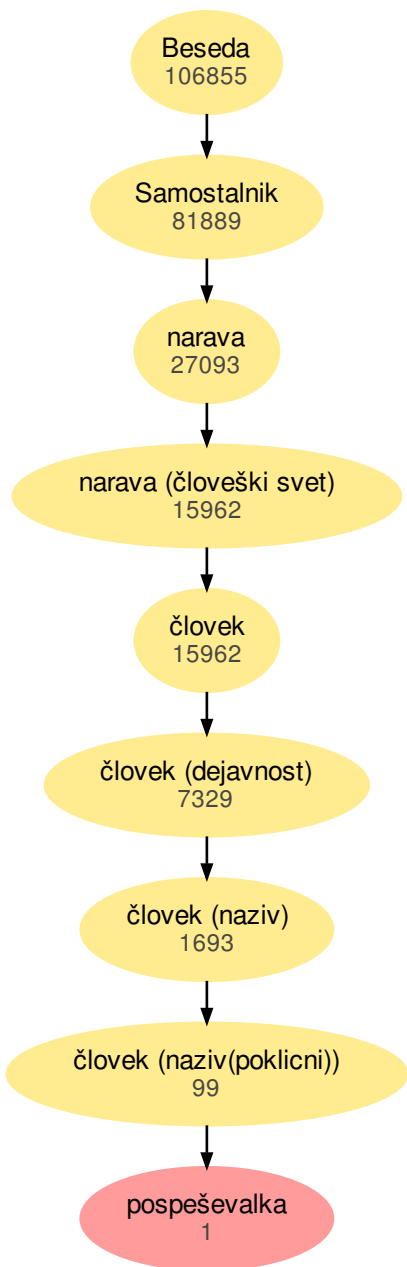 Beseda
106855
Samostalnik
81889
narava
27093
narava (človeški svet)
15962
človek
15962
človek (dejavnost)
7329
človek (naziv)
1693
človek (naziv(poklicni))
99
pospeševalka
1